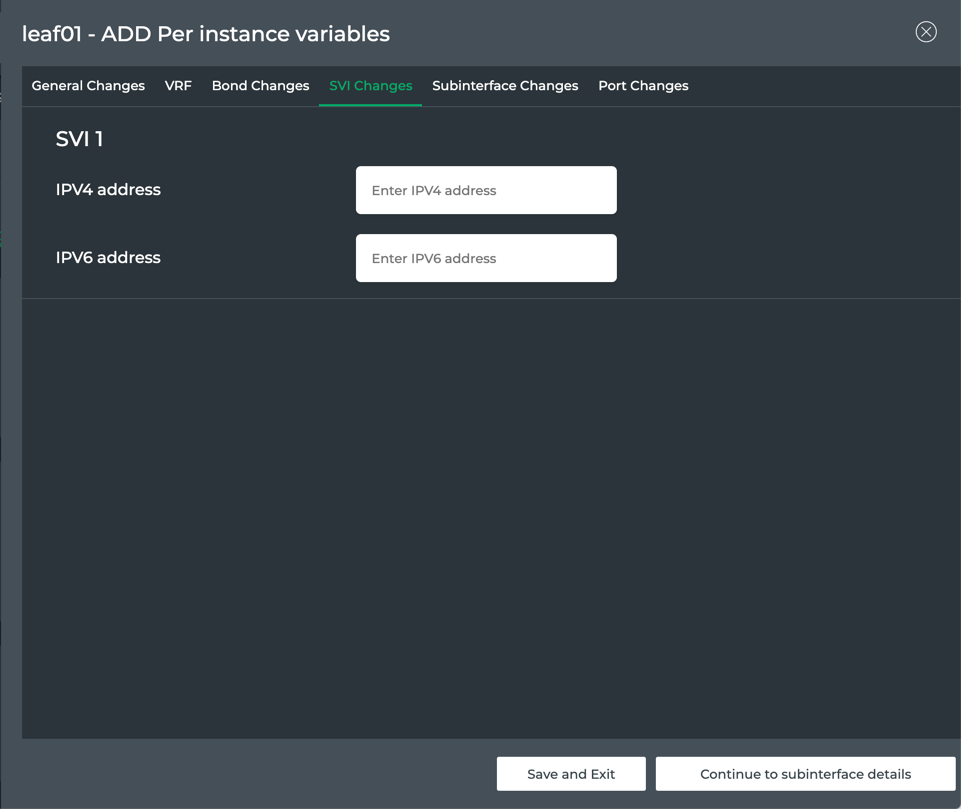 leaf01 - ADD Per instance variables
General Changes VRF Bond Changes SVI Changes Subinterface Changes Port Changes
SVI 1
IPV4 address Enter IPV4 address
IPV6 address Enter IPV6 address
Save and Exit Continue to subinterface details